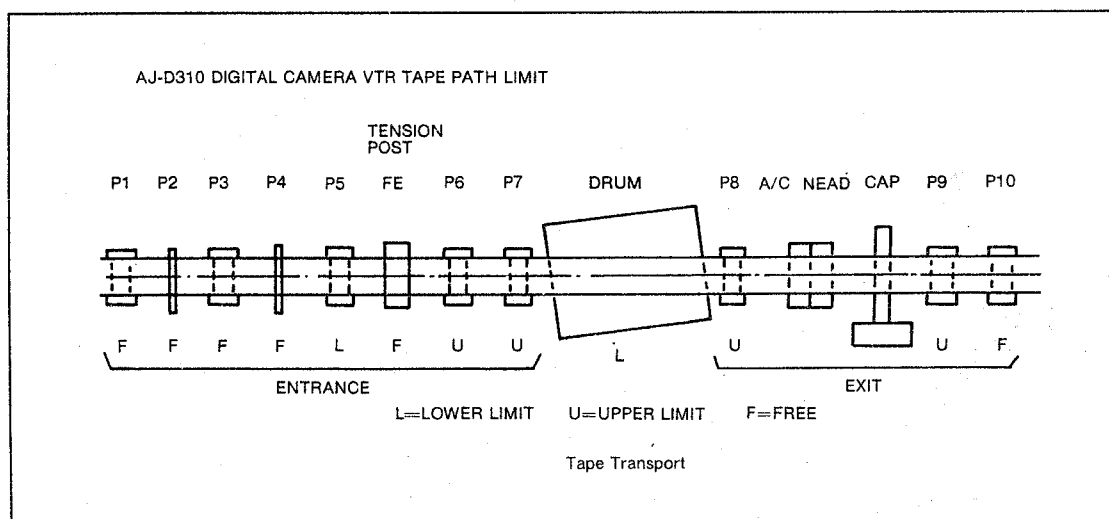 AJ-D310 DIGITAL CAMERA VTR TAPE PATH LIMIT
TENSION
POST
P1 P2 P3 P4 P5 FE P6 P7 DRUM P8 A/C NEAD CAP P9 P10
F F F F L F U U L U U F
ENTRANCE EXIT
L=LOWER LIMIT U=UPPER LIMIT F=FREE
Tape Transport